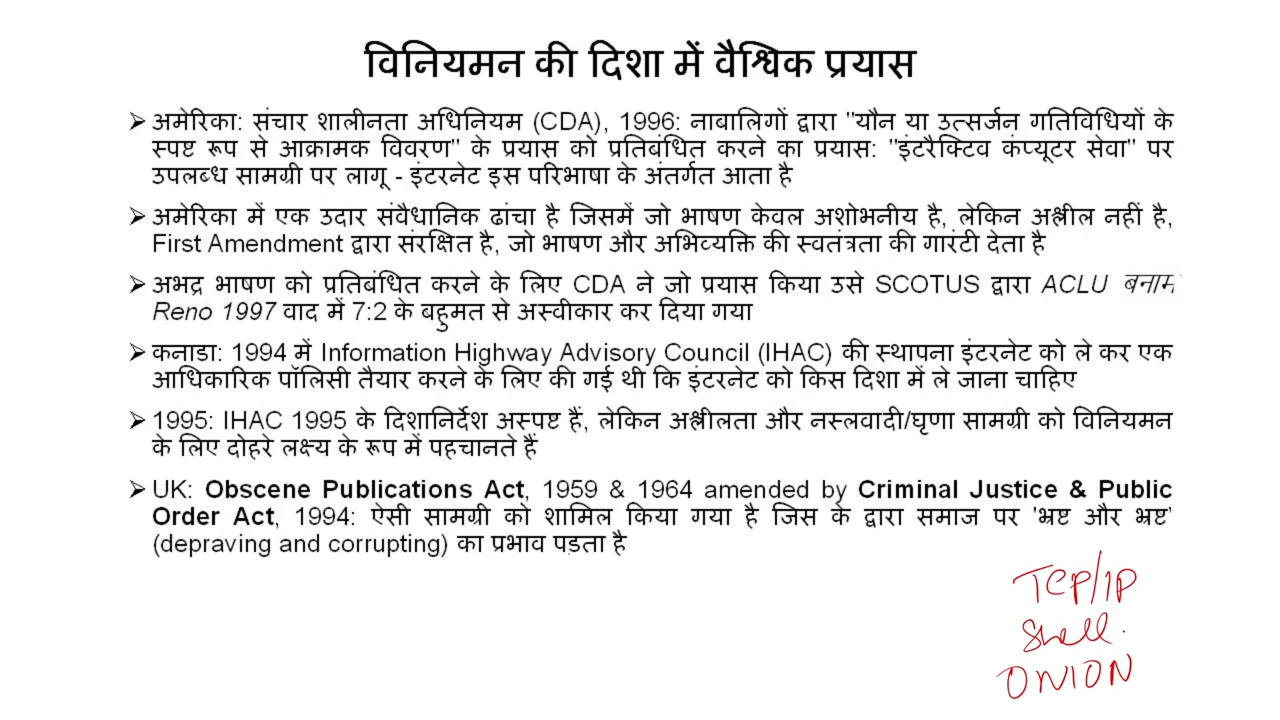 विनियमन की दिशा में वैश्विक प्रयास
➢ अमेरिका: संचार शालीनता अधिनियम (CDA), 1996: नाबालिगों द्वारा "यौन या उत्सर्जन गतिविधियों के
स्पष्ट रूप से आक्रामक विवरण" के प्रयास को प्रतिबंधित करने का प्रयास: "इंटरैक्टिव कंप्यूटर सेवा" पर
उपलब्ध सामग्री पर लागू - इंटरनेट इस परिभाषा के अंतर्गत आता है
➢ अमेरिका में एक उदार संवैधानिक ढांचा है जिसमें जो भाषण केवल अशोभनीय है, लेकिन अश्लील नहीं है,
First Amendment द्वारा संरक्षित है, जो भाषण और अभिव्यक्ति की स्वतंत्रता की गारंटी देता है
➢ अभद्र भाषण को प्रतिबंधित करने के लिए CDA ने जो प्रयास किया उसे SCOTUS द्वारा ACLU बनाम
Reno 1997 वाद में 7:2 के बहुमत से अस्वीकार कर दिया गया
➢ कनाडा: 1994 में Information Highway Advisory Council (IHAC) की स्थापना इंटरनेट को ले कर एक
आधिकारिक पॉलिसी तैयार करने के लिए की गई थी कि इंटरनेट को किस दिशा में ले जाना चाहिए
➢ 1995: IHAC 1995 के दिशानिर्देश अस्पष्ट हैं, लेकिन अश्लीलता और नस्लवादी/घृणा सामग्री को विनियमन
के लिए दोहरे लक्ष्य के रूप में पहचानते हैं
➢ UK: Obscene Publications Act, 1959 & 1964 amended by Criminal Justice & Public
Order Act, 1994: ऐसी सामग्री को शामिल किया गया है जिस के द्वारा समाज पर 'भ्रष्ट और भ्रष्ट'
(depraving and corrupting) का प्रभाव पड़ता है
TCP/IP
Shell.
ONION